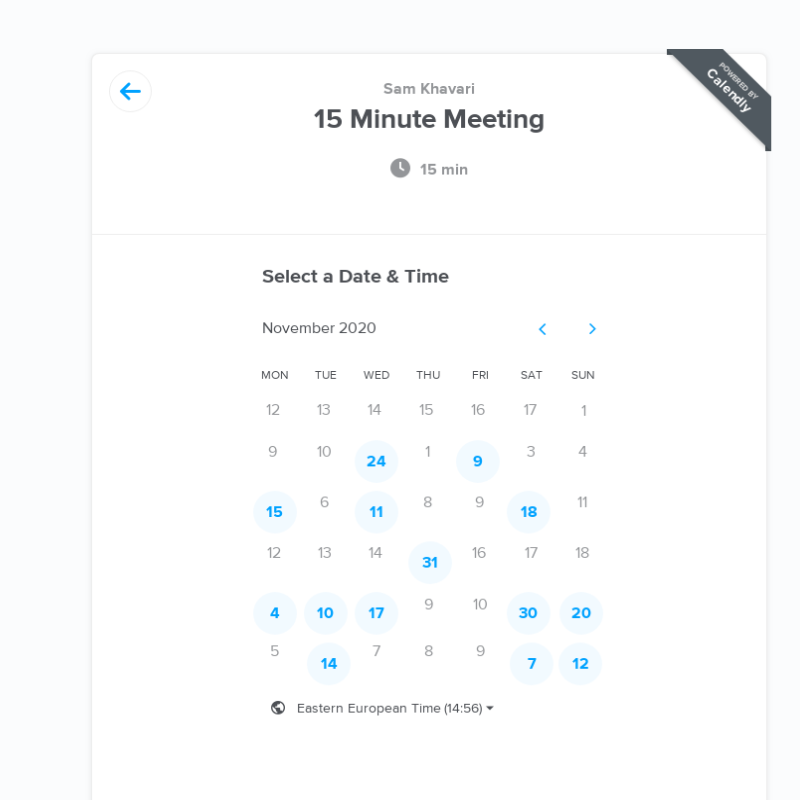 POWERED BY
Calendly
Sam Khavari
15 Minute Meeting
15 min
Select a Date & Time
November 2020
MON TUE WED THU FRI SAT SUN
12 13 14 15 16 17 1
9 10 24 1 9 3 4
15 6 11 8 9 18 11
12 13 14 31 16 17 18
4 10 17 9 10 30 20
5 14 7 8 9 7 12
Eastern European Time (14:56)